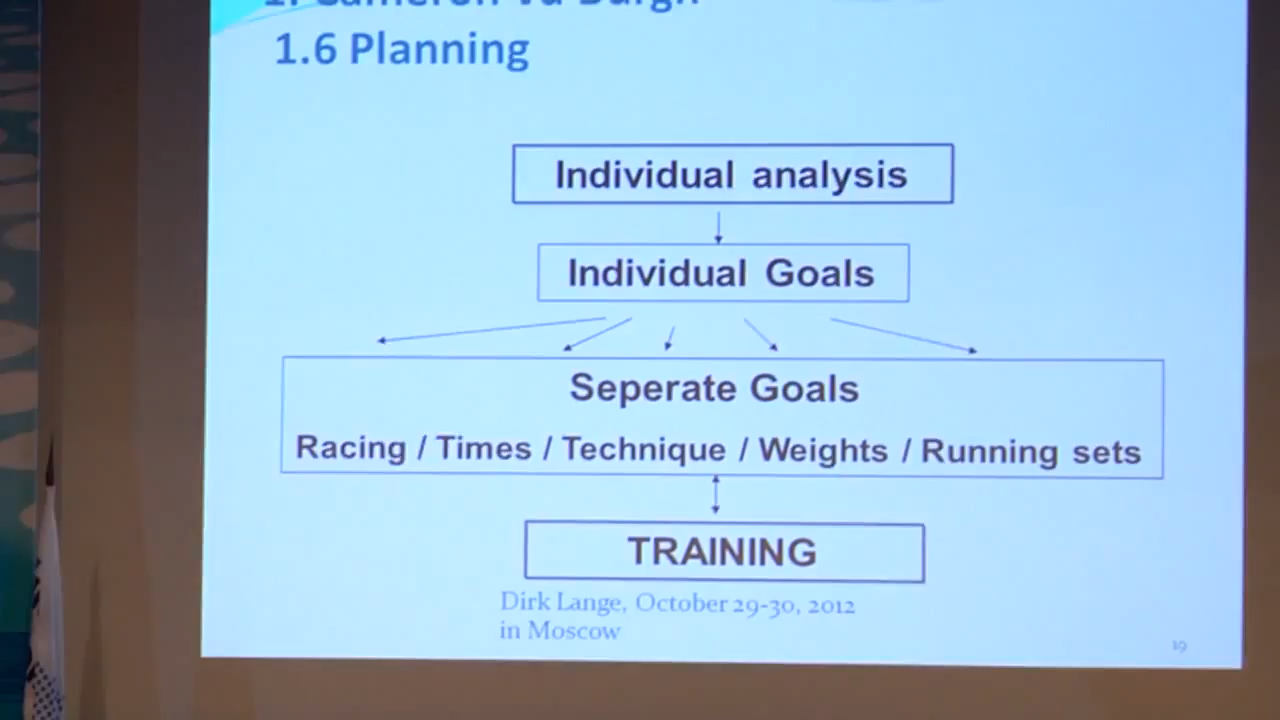 1.6 Planning
Individual analysis
Individual Goals
Seperate Goals
Racing / Times / Technique / Weights / Running sets
TRAINING
Dirk Lange, October 29-30, 2012
in Moscow
19